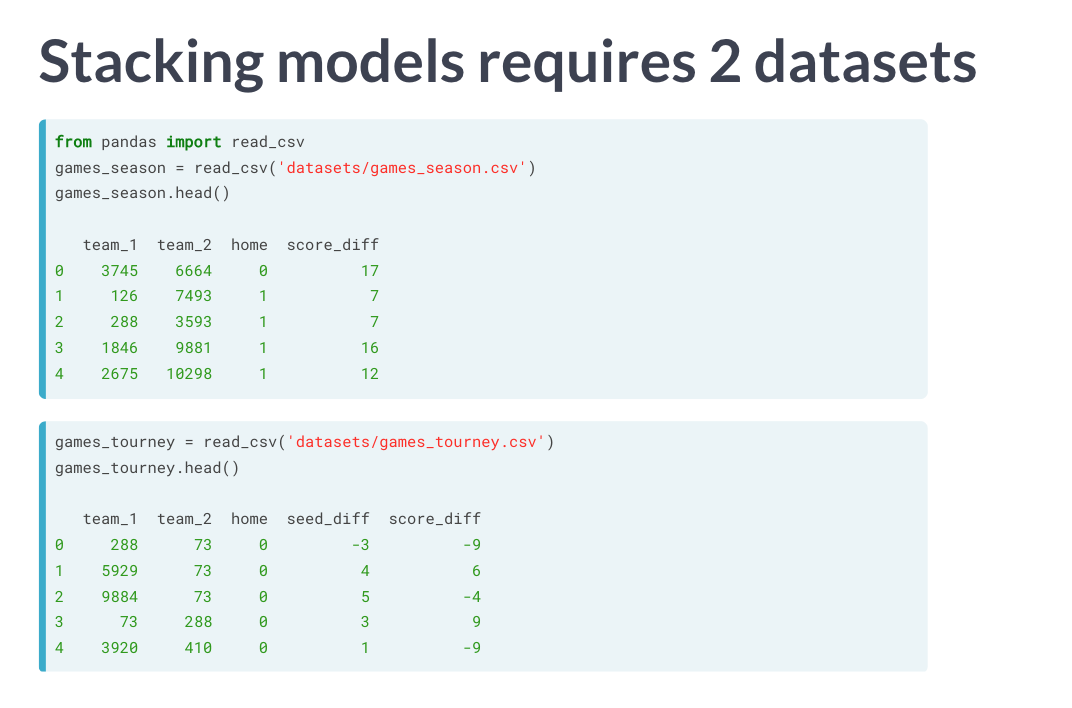 Stacking models requires 2 datasets
from pandas import read_csv
games_season = read_csv('datasets/games_season.csv')
games_season.head()
team_1 team_2 home score_diff
0 3745 6664 0 17
1 126 7493 1 7
2 288 3593 1 7
3 1846 9881 1 16
4 2675 10298 1 12
games_tourney = read_csv('datasets/games_tourney.csv')
games_tourney.head()
team_1 team_2 home seed_diff score_diff
0 288 73 0 -3 -9
1 5929 73 0 4 6
2 9884 73 0 5 -4
3 73 288 0 3 9
4 3920 410 0 1 -9